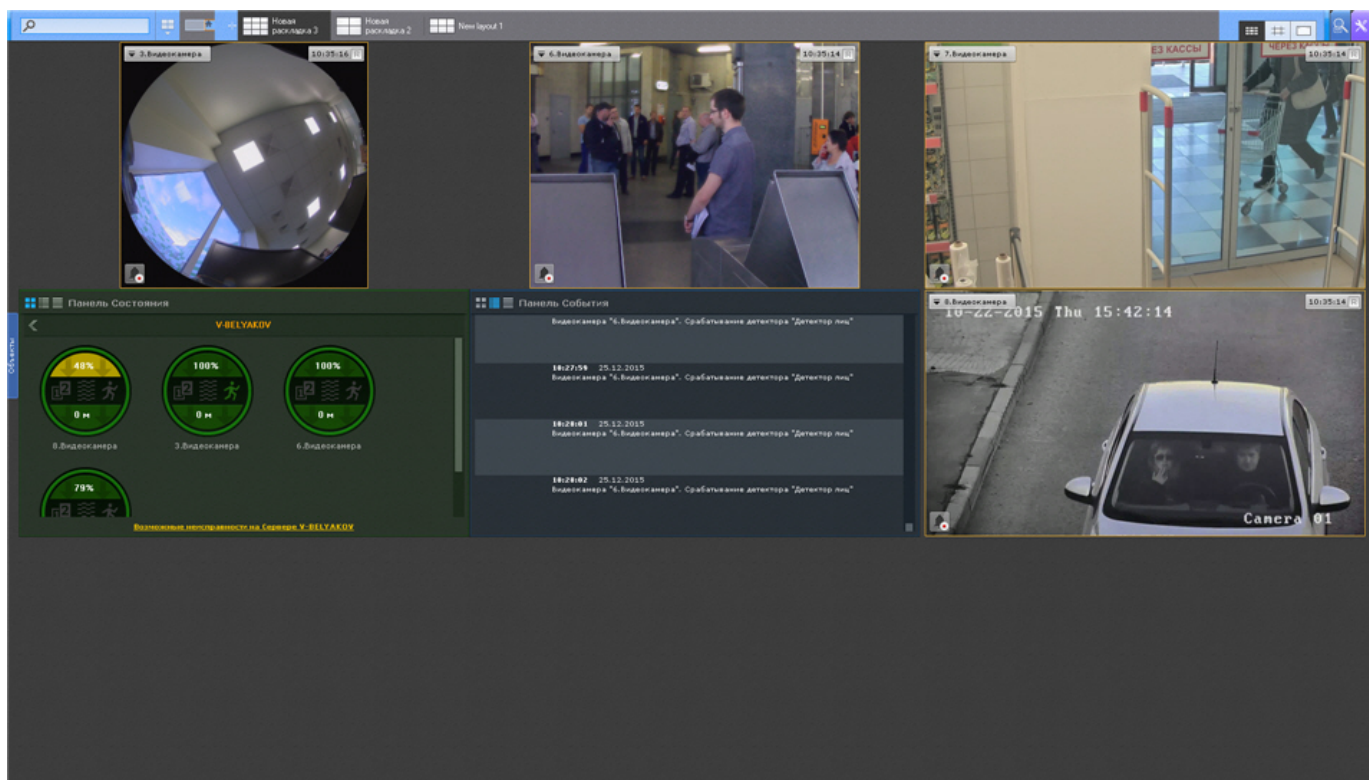 Новая
раскладка 3
Новая
раскладка 2
New layout 1
3.Видеокамера
10:35:16
6.Видеокамера
10:35:14
7.Видеокамера
10:35:14
ЕЗ КАССЫ
ЧЕРЕЗ КАС
Объекты
Панель Состояния
V-BELYAKOV
48%
0 м
8.Видеокамера
100%
0 м
3.Видеокамера
100%
0 м
6.Видеокамера
79%
Возможные неисправности на Сервере V-BELYAKOV
Панель События
Видеокамера "6.Видеокамера". Срабатывание детектора "Детектор лиц"
10:27:59 25.12.2015
Видеокамера "6.Видеокамера". Срабатывание детектора "Детектор лиц"
10:28:01 25.12.2015
Видеокамера "6.Видеокамера". Срабатывание детектора "Детектор лиц"
10:28:02 25.12.2015
Видеокамера "6.Видеокамера". Срабатывание детектора "Детектор лиц"
8.Видеокамера
10:35:14
10-22-2015 Thu 15:42:14
Camera 01